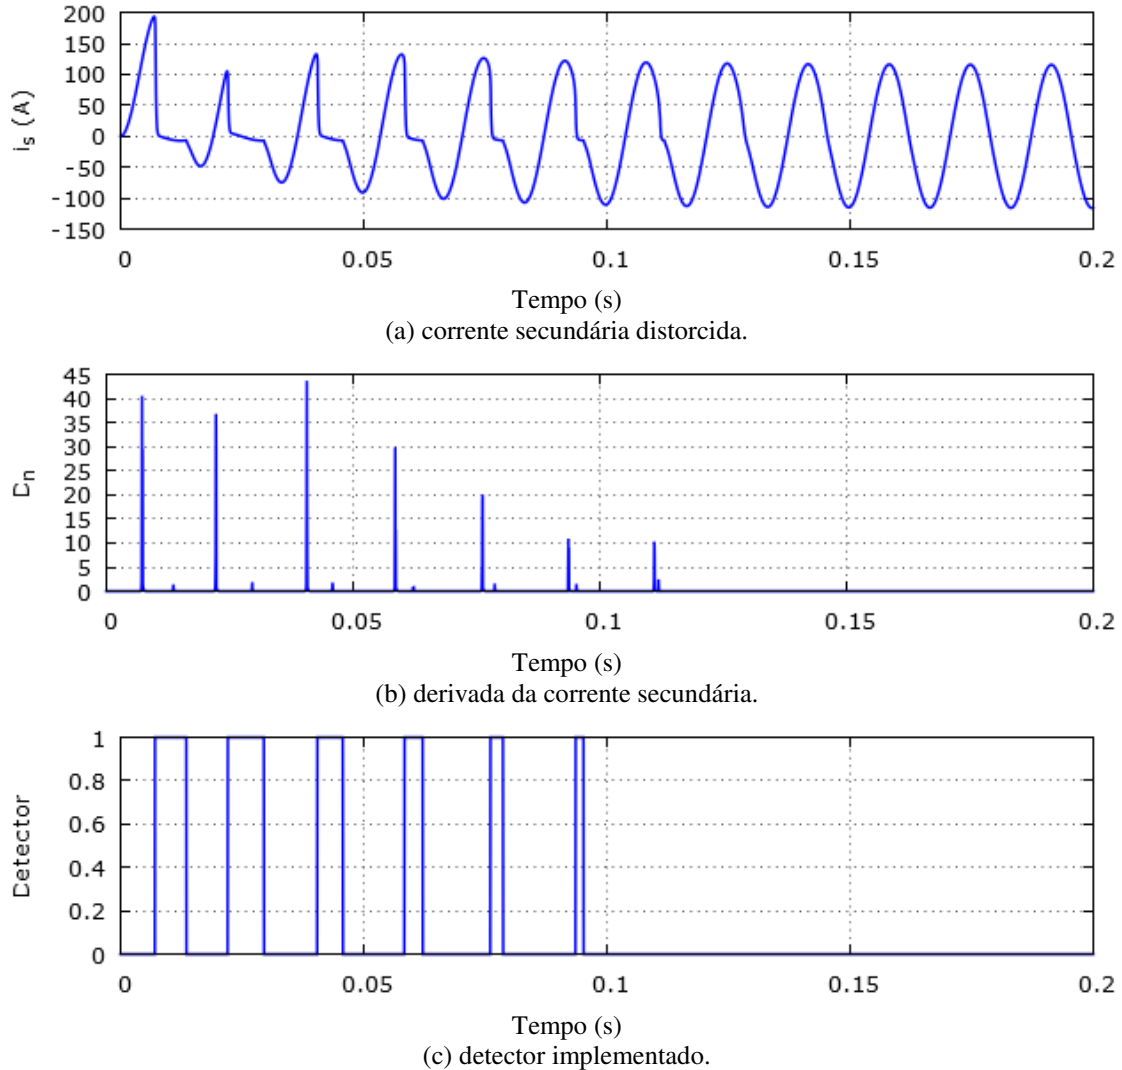 200
150
100
50
0
-50
-100
-150
i_s (A)
0 0.05 0.1 0.15 0.2
Tempo (s)
(a) corrente secundária distorcida.
45
40
35
30
25
20
15
10
5
0
D_n
0 0.05 0.1 0.15 0.2
Tempo (s)
(b) derivada da corrente secundária.
1
0.8
0.6
0.4
0.2
0
Detector
0 0.05 0.1 0.15 0.2
Tempo (s)
(c) detector implementado.